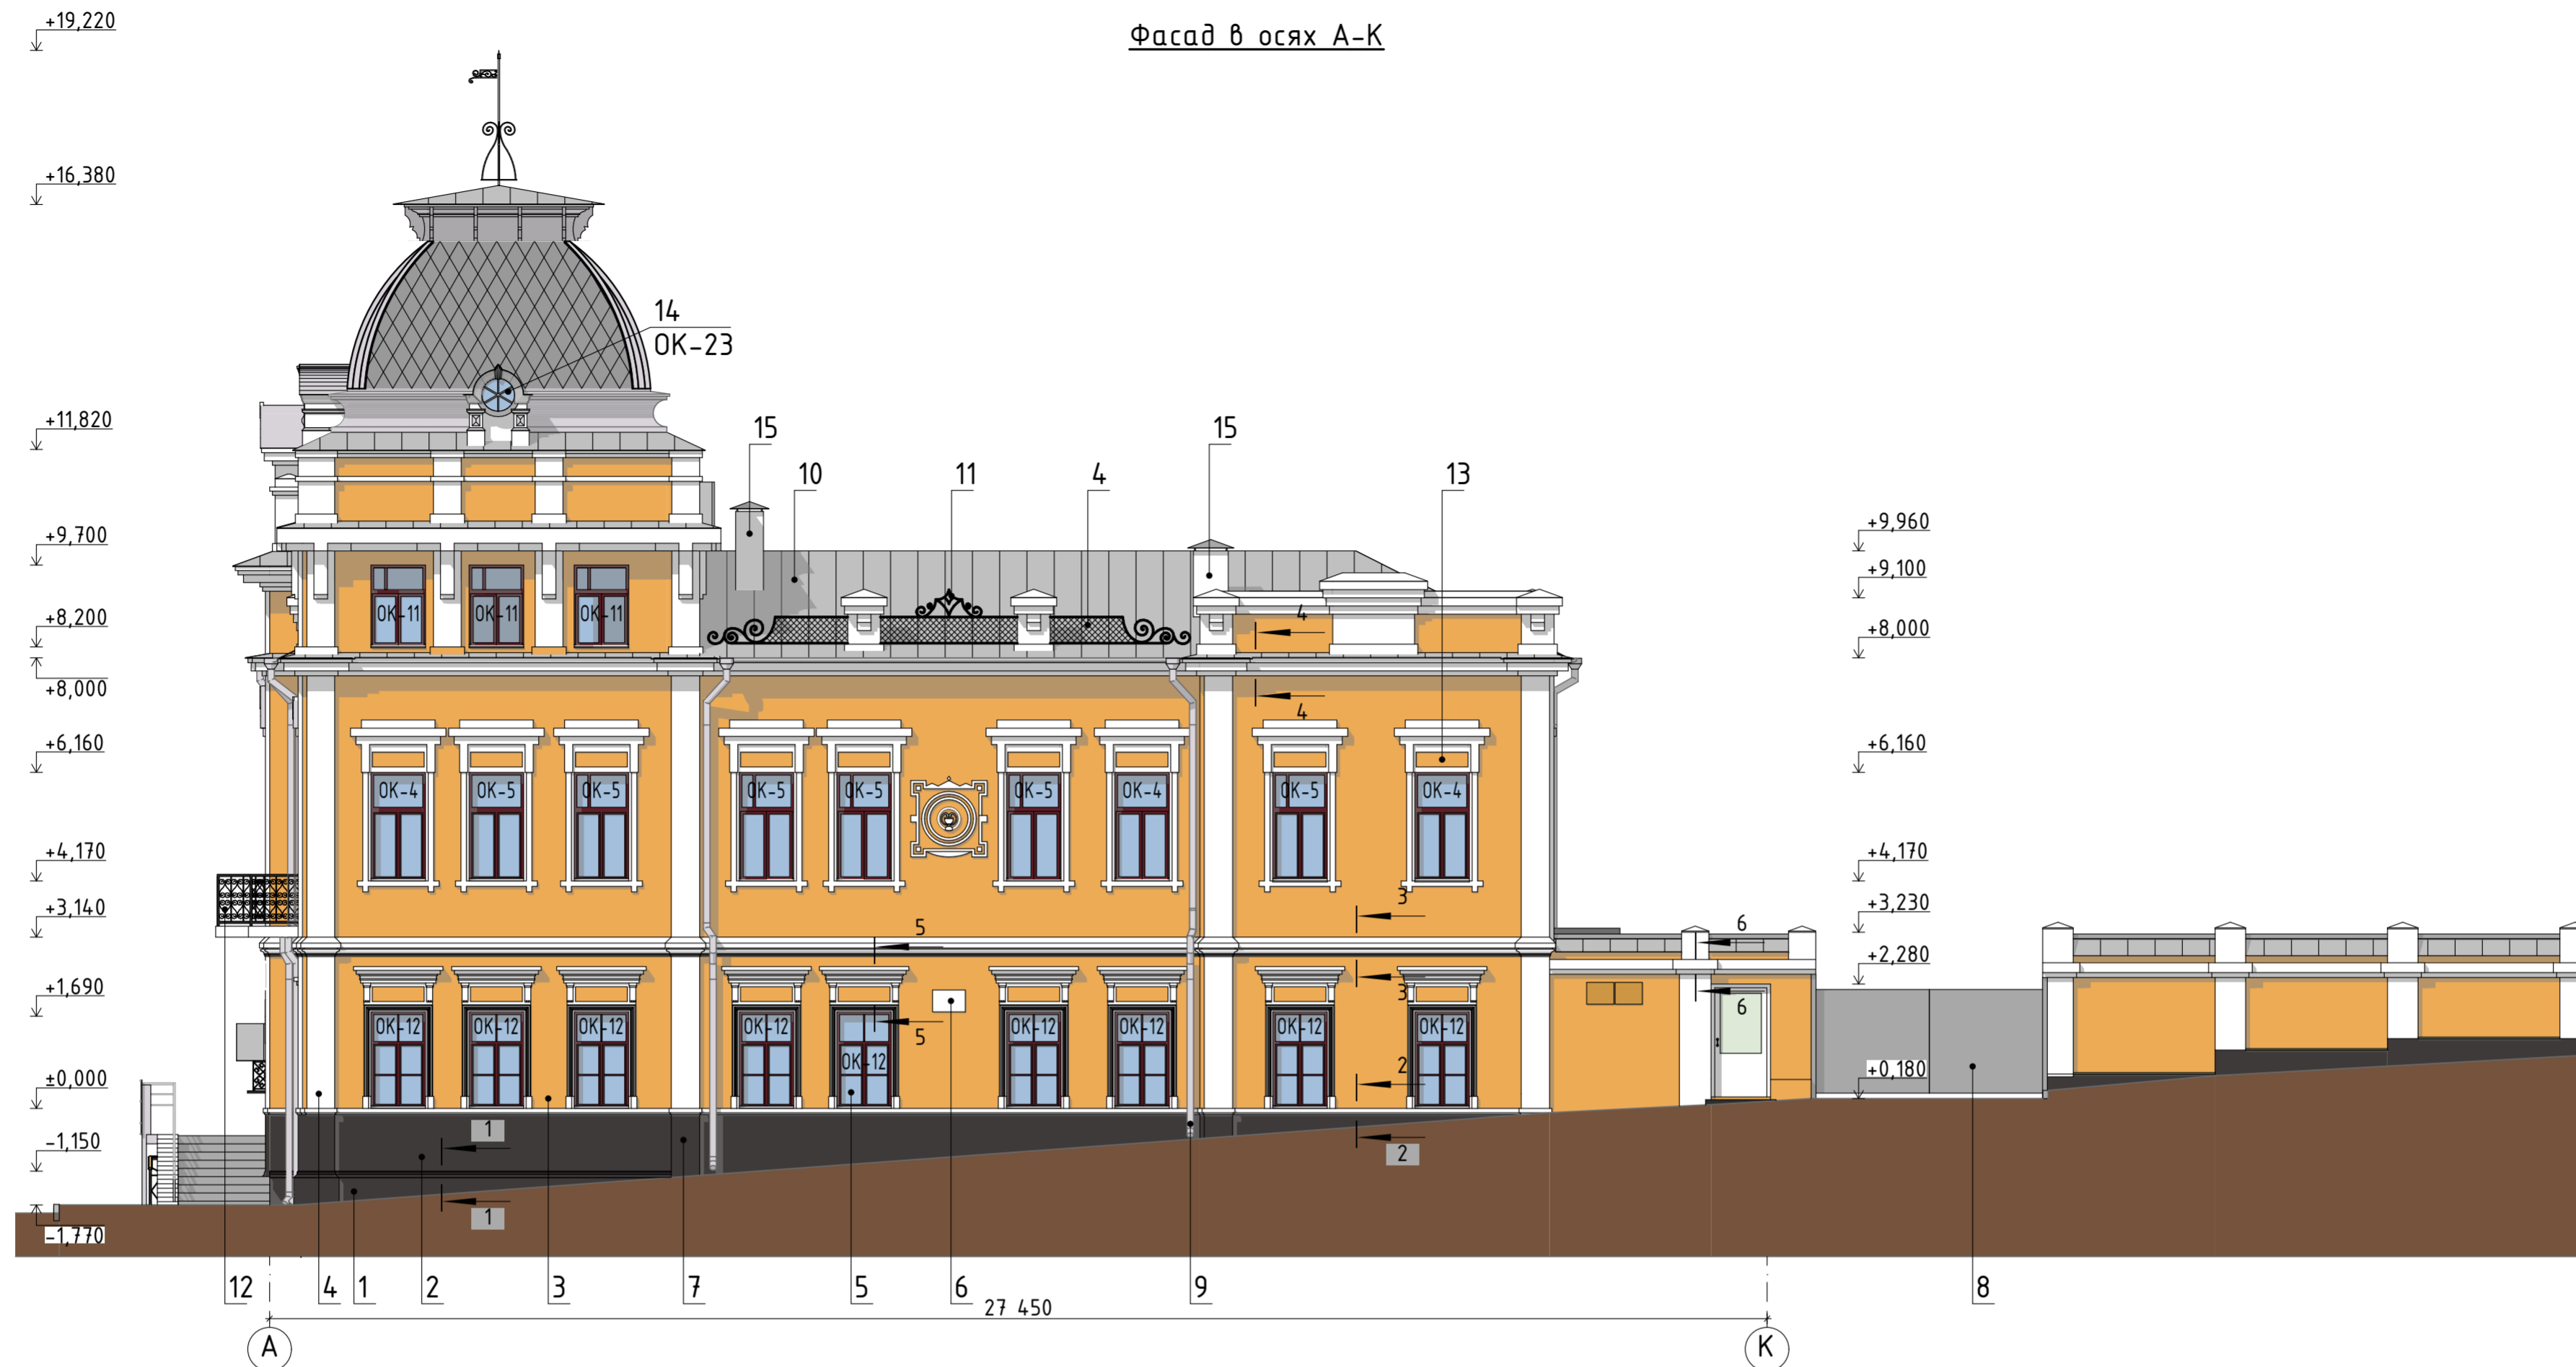 Фасад в осях А-К
+19,220
+16,380
14
ОК-23
+11,820
15
15
10
11
4
13
+9,700
+9,960
+9,100
ОК-11
ОК-11
ОК-11
+8,200
4
+8,000
+8,000
4
+6,160
+6,160
ОК-4
ОК-5
ОК-5
ОК-5
ОК-5
ОК-5
ОК-4
ОК-5
ОК-4
+4,170
+4,170
3
+3,140
+3,230
5
6
+2,280
3
+1,690
6
ОК-12
ОК-12
ОК-12
ОК-12
ОК-12
ОК-12
ОК-12
ОК-12
5
ОК-12
2
±0,000
+0,180
1
-1,150
2
1
-1,770
12
4
1
2
3
7
5
6
9
8
27 450
А
К